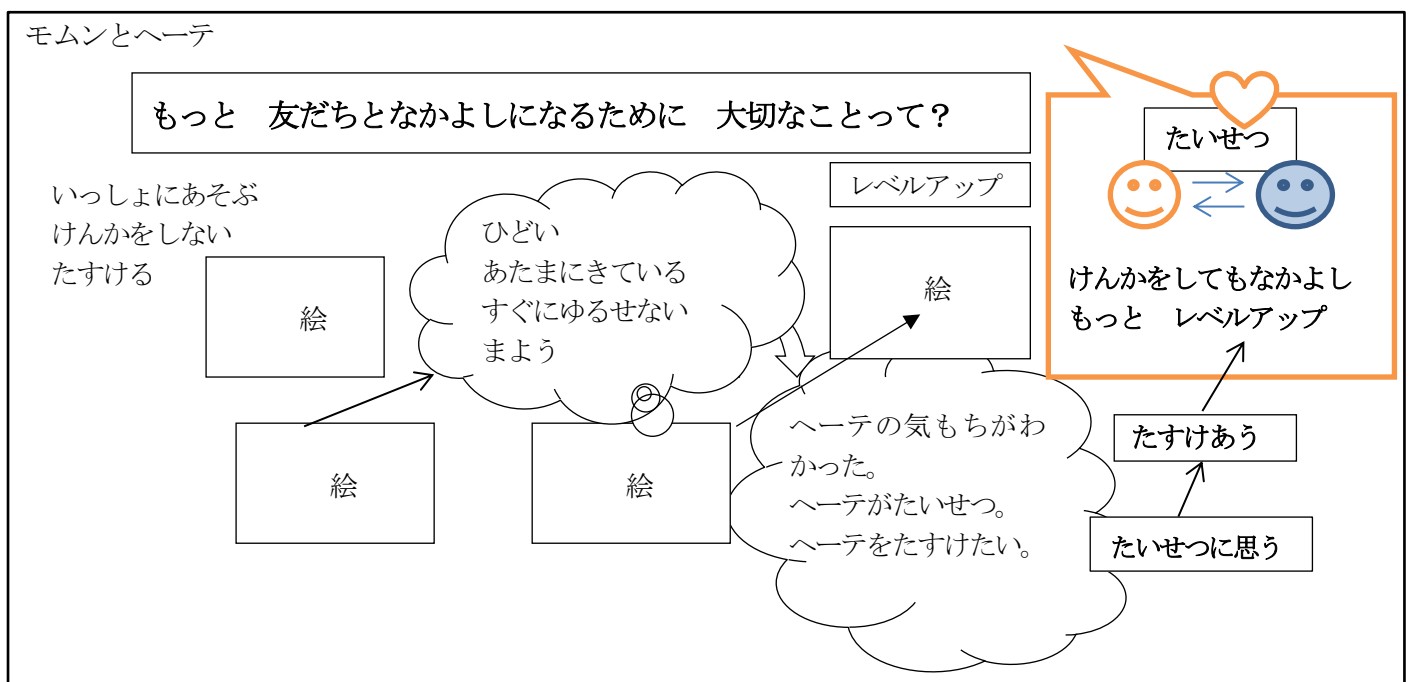 モムンとヘーテ
もっと　友だちとなかよしになるために　大切なことって？
いっしょにあそぶ
けんかをしない
たすける
絵
絵
ひどい
あたまにきている
すぐにゆるせない
まよう
絵
レベルアップ
絵
ヘーテの気もちがわ
かった。
ヘーテがたいせつ。
ヘーテをたすけたい。
たいせつ
けんかをしてもなかよし
もっと　レベルアップ
たすけあう
たいせつに思う